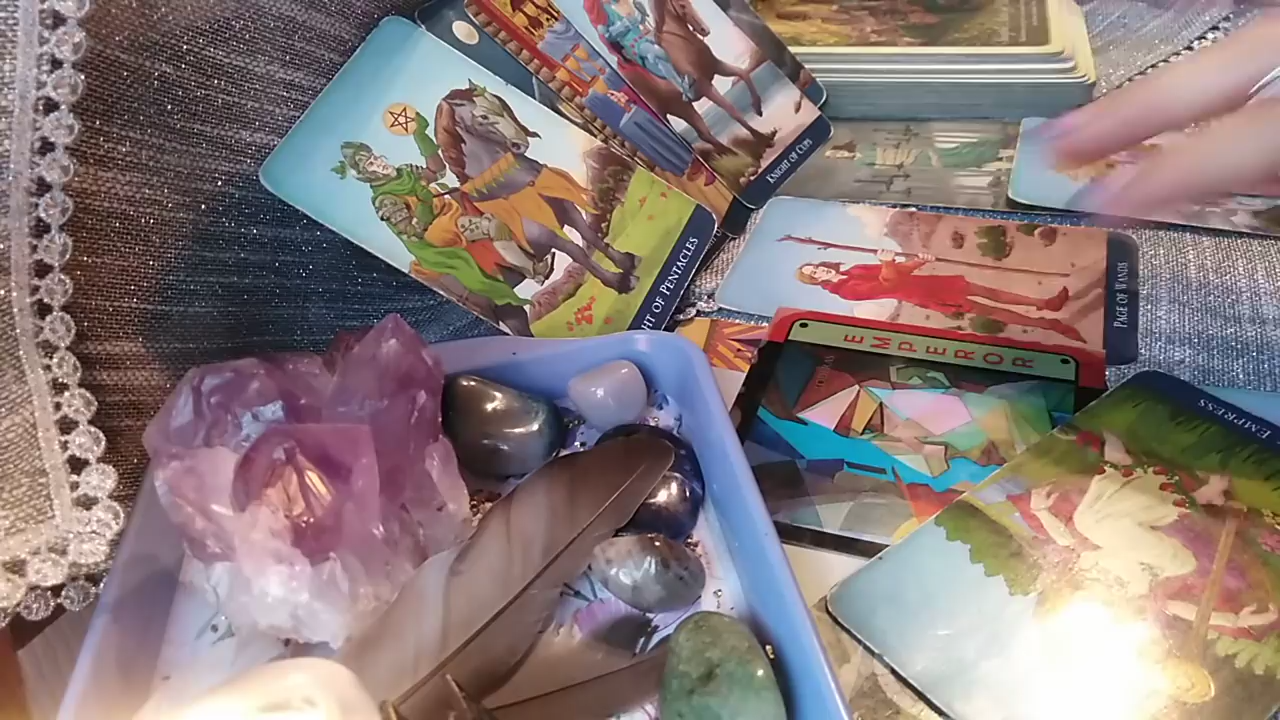 KNIGHT OF CUPS
HT OF PENTACLES
PAGE OF WANDS
EMPEROR
EMPRESS